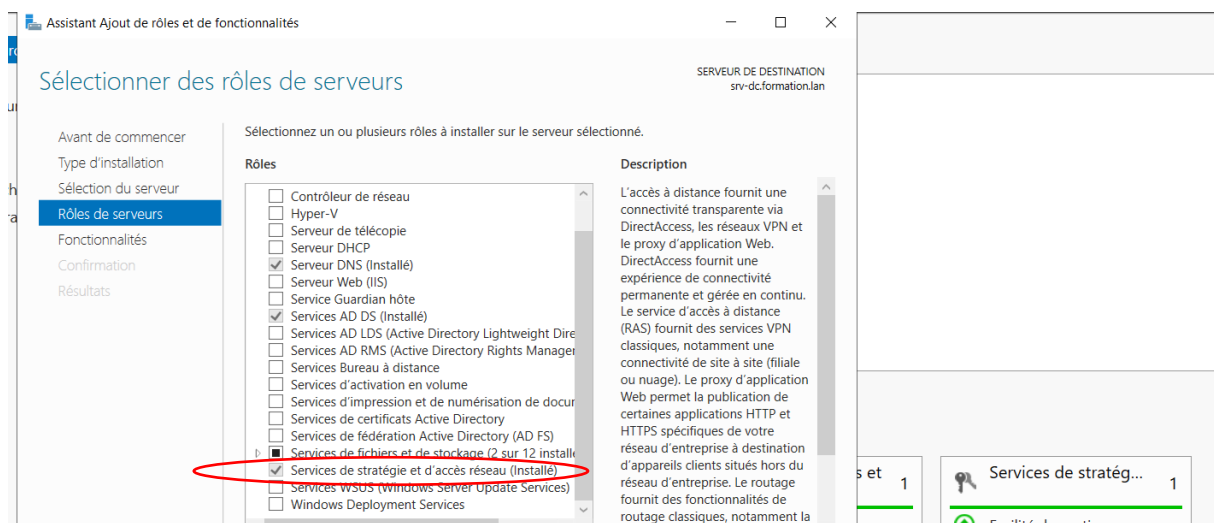 Assistant Ajout de rôles et de fonctionnalités
Sélectionner des rôles de serveurs
SERVEUR DE DESTINATION
srv-dc.formation.lan
Avant de commencer
Type d'installation
Sélection du serveur
Rôles de serveurs
Fonctionnalités
Confirmation
Résultats
Sélectionnez un ou plusieurs rôles à installer sur le serveur sélectionné.
Rôles
Contrôleur de réseau
Hyper-V
Serveur de télécopie
Serveur DHCP
Serveur DNS (Installé)
Serveur Web (IIS)
Service Guardian hôte
Services AD DS (Installé)
Services AD LDS (Active Directory Lightweight Dire
Services AD RMS (Active Directory Rights Manager
Services Bureau à distance
Services d'activation en volume
Services d'impression et de numérisation de docur
Services de certificats Active Directory
Services de fédération Active Directory (AD FS)
Services de fichiers et de stockage (2 sur 12 installe
Services de stratégie et d'accès réseau (Installé)
Services WSUS (Windows Server Update Services)
Windows Deployment Services
Description
L'accès à distance fournit une
connectivité transparente via
DirectAccess, les réseaux VPN et
le proxy d'application Web.
DirectAccess fournit une
expérience de connectivité
permanente et gérée en continu.
Le service d'accès à distance
(RAS) fournit des services VPN
classiques, notamment une
connectivité de site à site (filiale
ou nuage). Le proxy d'application
Web permet la publication de
certaines applications HTTP et
HTTPS spécifiques de votre
réseau d'entreprise à destination
d'appareils clients situés hors du
réseau d'entreprise. Le routage
fournit des fonctionnalités de
routage classiques, notamment la
s et 1
Services de stratég... 1